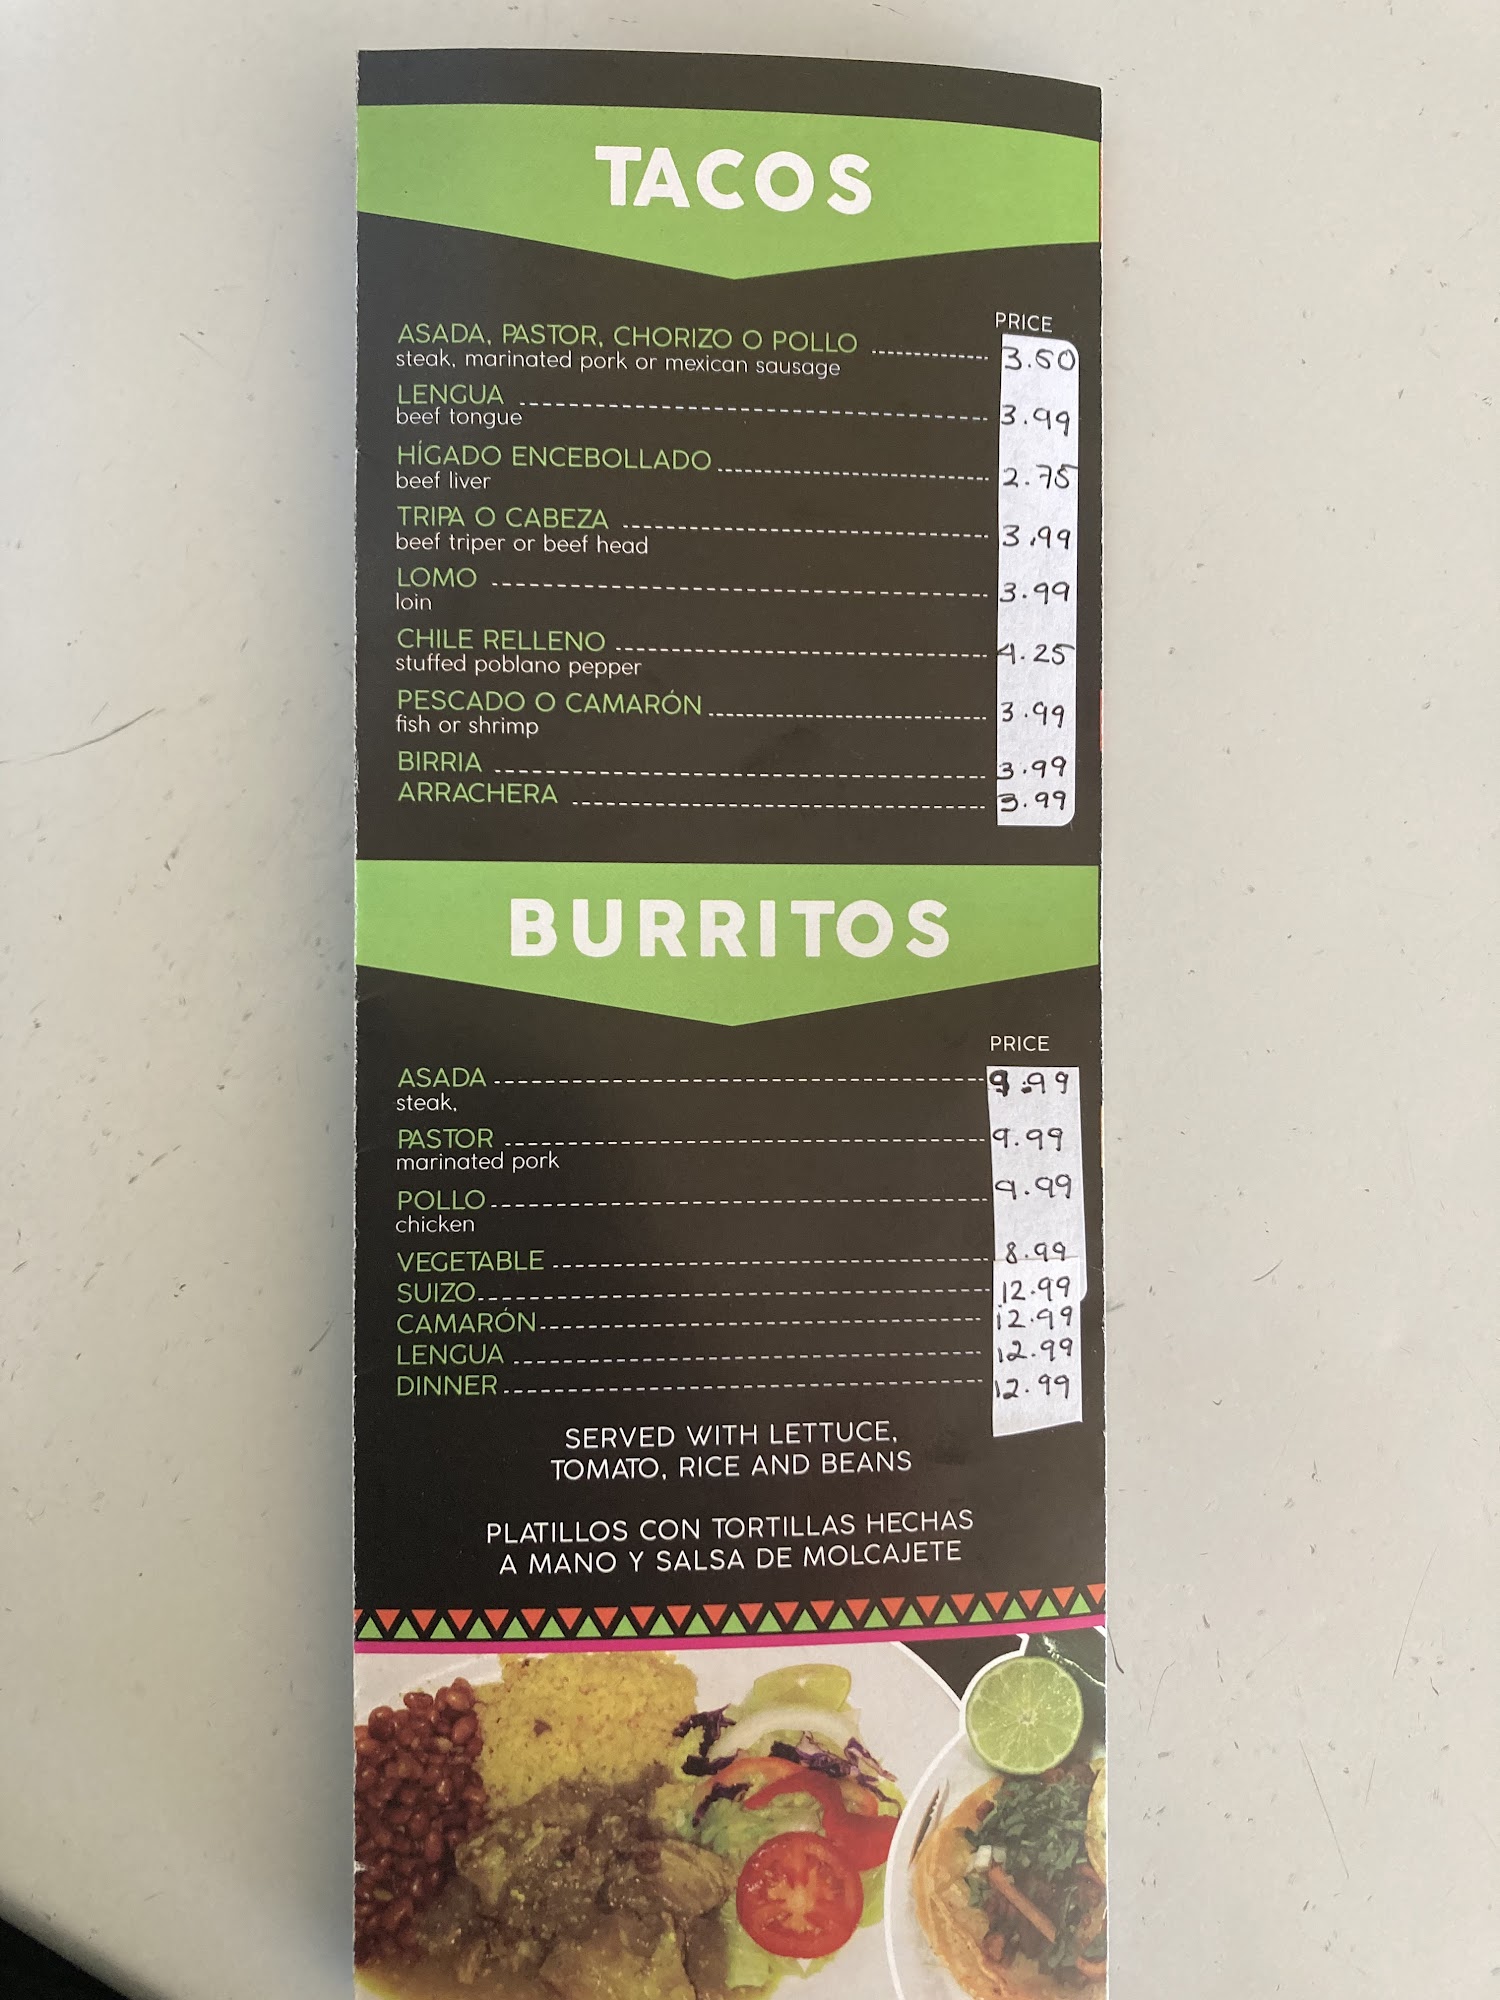 TACOS
PRICE
ASADA, PASTOR, CHORIZO O POLLO 3.50
steak, marinated pork or mexican sausage
LENGUA 3.99
beef tongue
HÍGADO ENCEBOLLADO 2.75
beef liver
TRIPA O CABEZA 3.99
beef triper or beef head
LOMO 3.99
loin
CHILE RELLENO 4.25
stuffed poblano pepper
PESCADO O CAMARÓN 3.99
fish or shrimp
BIRRIA 3.99
ARRACHERA 3.99
BURRITOS
PRICE
ASADA 9.99
steak,
PASTOR 9.99
marinated pork
POLLO 9.99
chicken
VEGETABLE 8.99
SUIZO 12.99
CAMARÓN 12.99
LENGUA 12.99
DINNER 12.99
SERVED WITH LETTUCE,
TOMATO, RICE AND BEANS
PLATILLOS CON TORTILLAS HECHAS
A MANO Y SALSA DE MOLCAJETE